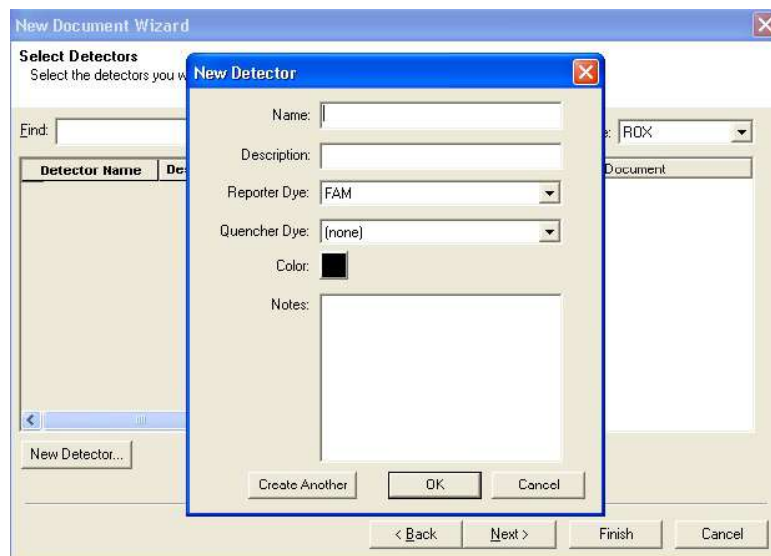 New Document Wizard
Select Detectors
Select the detectors you w
New Detector
Name:
Find:
e: ROX
Description:
Detector Name Des
Document
Reporter Dye: FAM
Quencher Dye: (none)
Color:
Notes:
New Detector...
Create Another OK Cancel
< Back Next > Finish Cancel